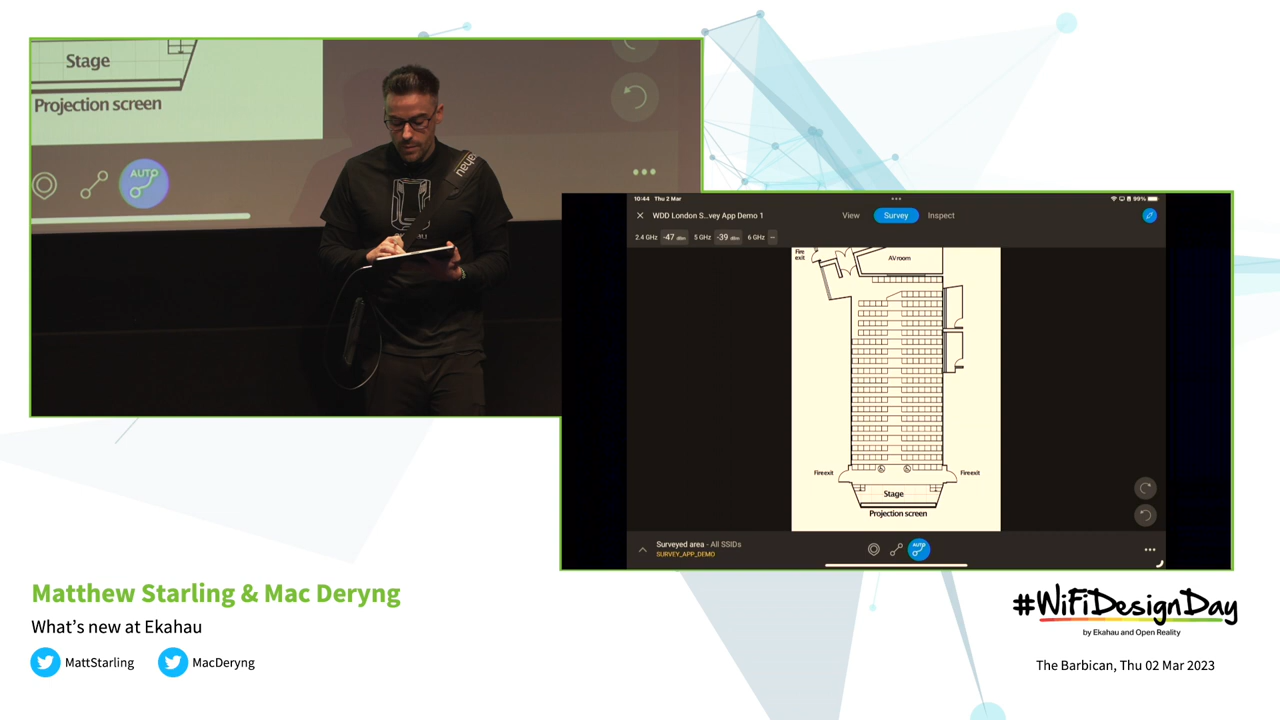 Stage
Projection screen
AUTO
10:44 Thu 2 Mar
99%
WDD London S...vey App Demo 1
View Survey Inspect
2.4 GHz -47 dBm 5 GHz -39 dBm 6 GHz –
Fire
exit
AV room
Fire exit
Fire exit
Stage
Projection screen
Surveyed area - All SSIDs
SURVEY_APP_DEMO
AUTO
Matthew Starling & Mac Deryng
What's new at Ekahau
MattStarling MacDeryng
#WiFiDesignDay
by Ekahau and Open Reality
The Barbican, Thu 02 Mar 2023